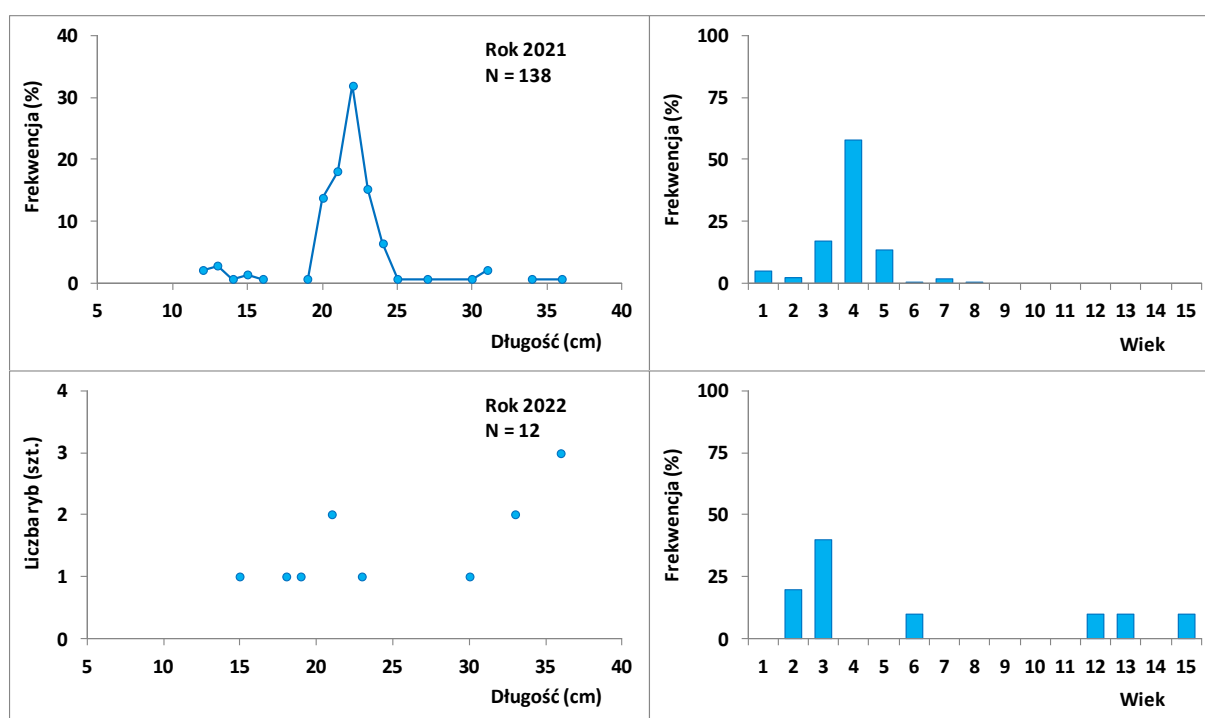 40
30
20
10
0
Frekwencja (%)
Rok 2021
N = 138
5 10 15 20 25 30 35 40
Długość (cm)
100
75
50
25
0
Frekwencja (%)
1 2 3 4 5 6 7 8 9 10 11 12 13 14 15
Wiek
4
3
2
1
0
Liczba ryb (szt.)
Rok 2022
N = 12
5 10 15 20 25 30 35 40
Długość (cm)
100
75
50
25
0
Frekwencja (%)
1 2 3 4 5 6 7 8 9 10 11 12 13 14 15
Wiek